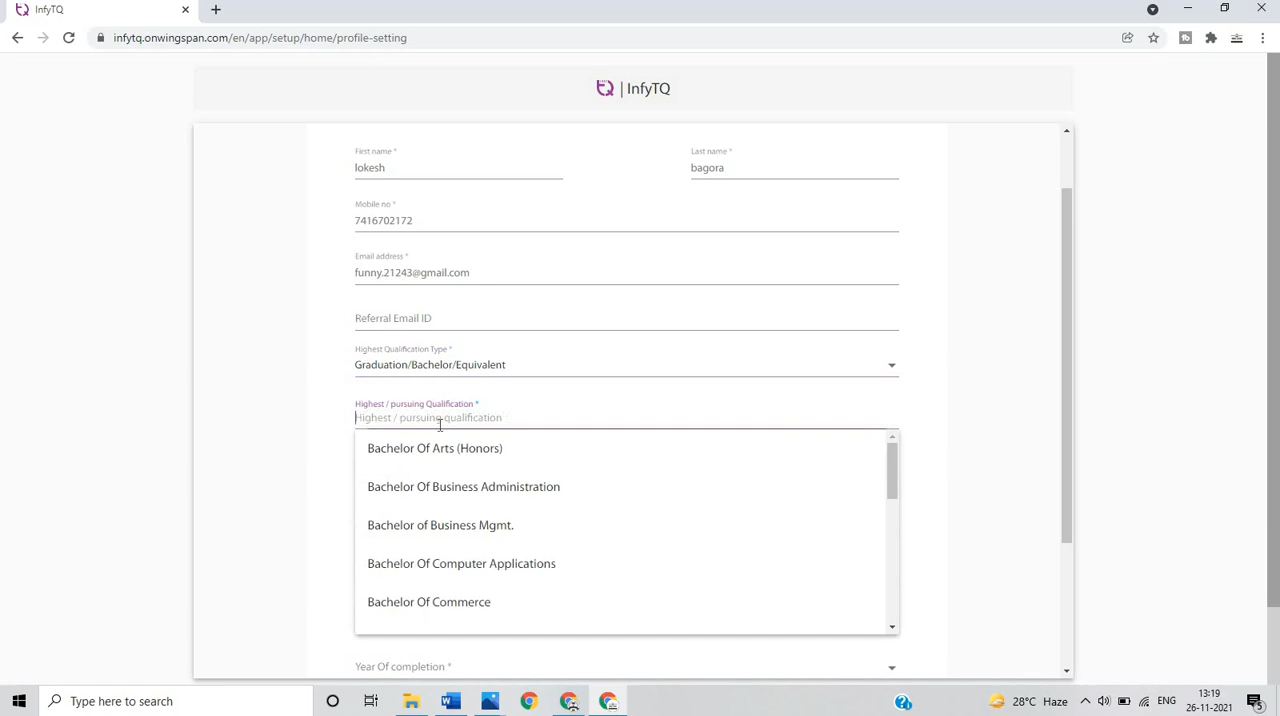 InfyTQ
infytq.onwingspan.com/en/app/setup/home/profile-setting
| InfyTQ
First name *
lokesh
Last name *
bagora
Mobile no *
7416702172
Email address *
funny.21243@gmail.com
Referral Email ID
Highest Qualification Type *
Graduation/Bachelor/Equivalent
Highest / pursuing Qualification *
Highest / pursuing qualification
Bachelor Of Arts (Honors)
Bachelor Of Business Administration
Bachelor of Business Mgmt.
Bachelor Of Computer Applications
Bachelor Of Commerce
Year Of completion *
Type here to search
28°C Haze
13:19
26-11-2021
5